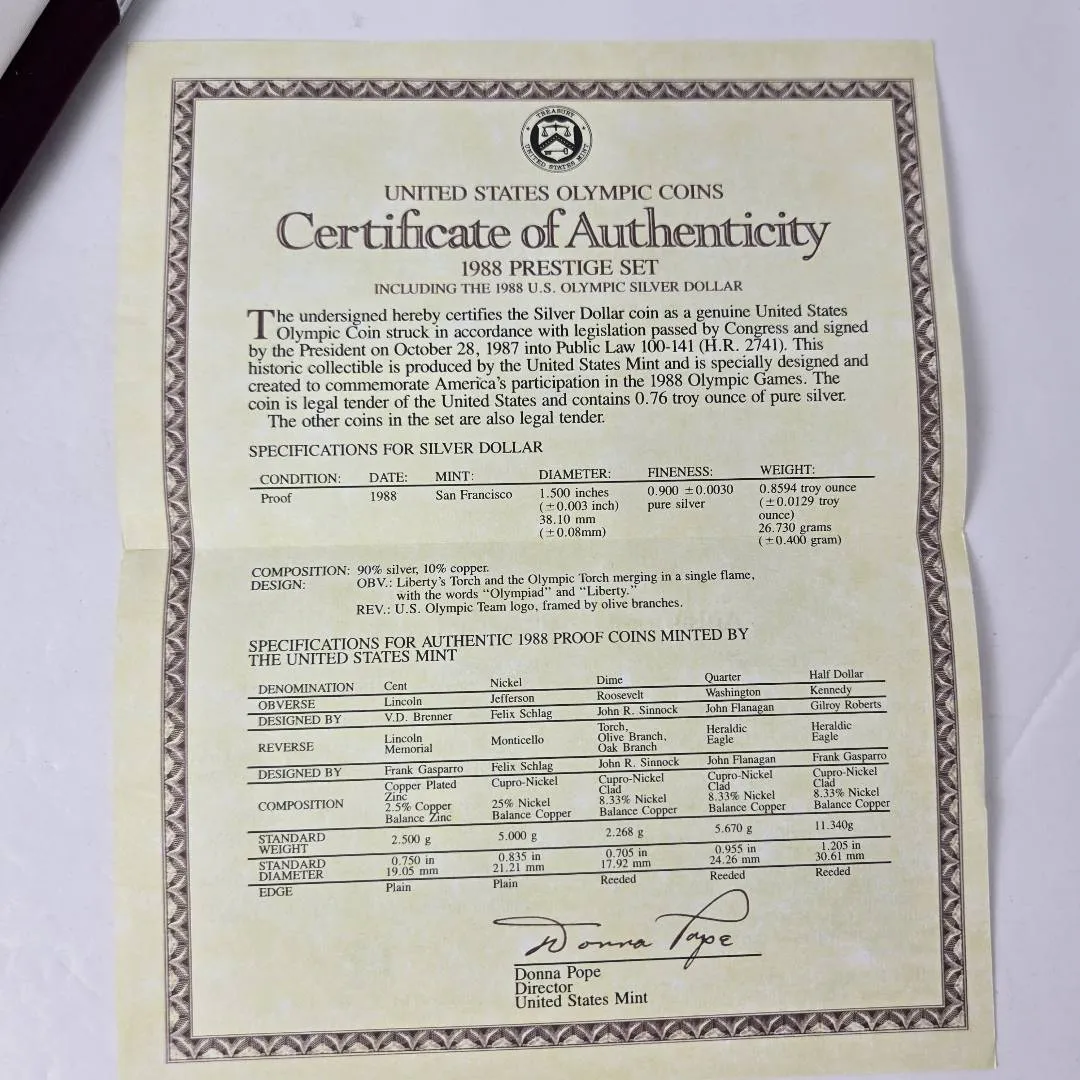 TREASURY
UNITED STATES MINT
UNITED STATES OLYMPIC COINS
Certificate of Authenticity
1988 PRESTIGE SET
INCLUDING THE 1988 U.S. OLYMPIC SILVER DOLLAR
The undersigned hereby certifies the Silver Dollar coin as a genuine United States
Olympic Coin struck in accordance with legislation passed by Congress and signed
by the President on October 28, 1987 into Public Law 100-141 (H.R. 2741). This
historic collectible is produced by the United States Mint and is specially designed and
created to commemorate America's participation in the 1988 Olympic Games. The
coin is legal tender of the United States and contains 0.76 troy ounce of pure silver.
The other coins in the set are also legal tender.
SPECIFICATIONS FOR SILVER DOLLAR
CONDITION: DATE: MINT: DIAMETER: FINENESS: WEIGHT:
Proof 1988 San Francisco 1.500 inches 0.900 ±0.0030 0.8594 troy ounce
(±0.003 inch) pure silver (±0.0129 troy
38.10 mm ounce)
(±0.08mm) 26.730 grams
(±0.400 gram)
COMPOSITION: 90% silver, 10% copper.
DESIGN: OBV.: Liberty's Torch and the Olympic Torch merging in a single flame,
with the words "Olympiad" and "Liberty."
REV.: U.S. Olympic Team logo, framed by olive branches.
SPECIFICATIONS FOR AUTHENTIC 1988 PROOF COINS MINTED BY
THE UNITED STATES MINT
DENOMINATION Cent Nickel Dime Quarter Half Dollar
OBVERSE Lincoln Jefferson Roosevelt Washington Kennedy
DESIGNED BY V.D. Brenner Felix Schlag John R. Sinnock John Flanagan Gilroy Roberts
REVERSE Lincoln Memorial Monticello Torch, Olive Branch, Oak Branch Heraldic Eagle Heraldic Eagle
DESIGNED BY Frank Gasparro Felix Schlag John R. Sinnock John Flanagan Frank Gasparro
COMPOSITION Copper Plated Zinc 2.5% Copper Balance Zinc Cupro-Nickel 25% Nickel Balance Copper Cupro-Nickel Clad 8.33% Nickel Balance Copper Cupro-Nickel Clad 8.33% Nickel Balance Copper Cupro-Nickel Clad 8.33% Nickel Balance Copper
STANDARD WEIGHT 2.500 g 5.000 g 2.268 g 5.670 g 11.340g
STANDARD DIAMETER 0.750 in 19.05 mm 0.835 in 21.21 mm 0.705 in 17.92 mm 0.955 in 24.26 mm 1.205 in 30.61 mm
EDGE Plain Plain Reeded Reeded Reeded
Donna Pope
Donna Pope
Director
United States Mint